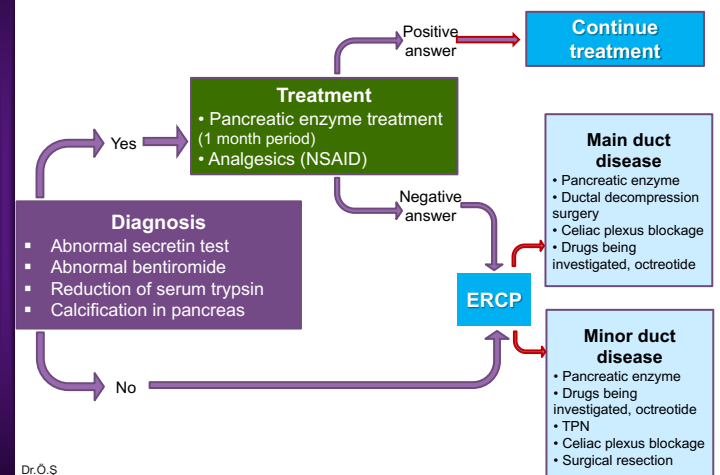 Positive
answer
Continue
treatment
Treatment
• Pancreatic enzyme treatment
(1 month period)
• Analgesics (NSAID)
Yes
Negative
answer
Diagnosis
▪ Abnormal secretin test
▪ Abnormal bentiromide
▪ Reduction of serum trypsin
▪ Calcification in pancreas
No
ERCP
Main duct
disease
• Pancreatic enzyme
• Ductal decompression
surgery
• Celiac plexus blockage
• Drugs being
investigated, octreotide
Minor duct
disease
• Pancreatic enzyme
• Drugs being
investigated, octreotide
• TPN
• Celiac plexus blockage
• Surgical resection
Dr.Ö.Ş